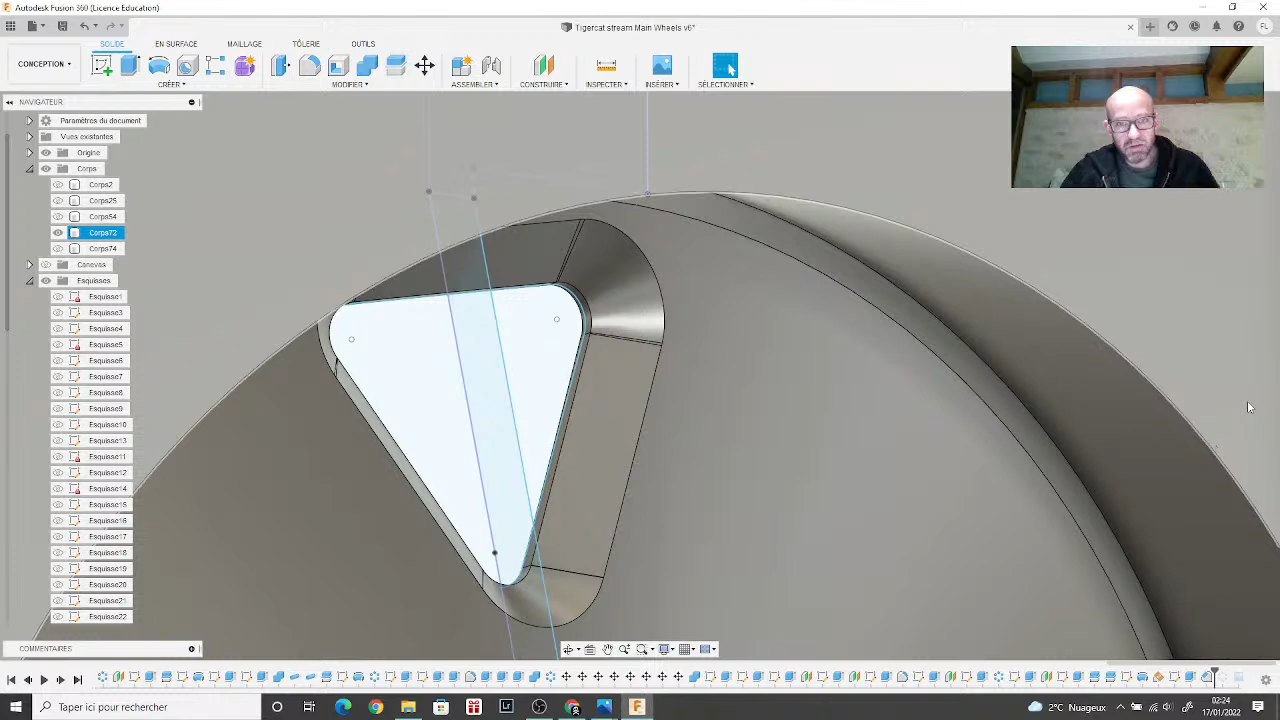 Autodesk Fusion 360 (Licence Education)
Tigercat stream Main Wheels v6*
FL
CONCEPTION
SOLIDE
EN SURFACE
MAILLAGE
TÔLERIE
OUTILS
CRÉER
MODIFIER
ASSEMBLER
CONSTRUIRE
INSPECTER
INSÉRER
SÉLECTIONNER
NAVIGATEUR
Paramètres du document
Vues existantes
Origine
Corps
Corps2
Corps25
Corps54
Corps72
Corps74
Canevas
Esquisses
Esquisse1
Esquisse3
Esquisse4
Esquisse5
Esquisse6
Esquisse7
Esquisse8
Esquisse9
Esquisse10
Esquisse13
Esquisse11
Esquisse12
Esquisse14
Esquisse15
Esquisse16
Esquisse17
Esquisse18
Esquisse19
Esquisse20
Esquisse21
Esquisse22
COMMENTAIRES
Taper ici pour rechercher
2°C Nuageux
02:24
17/01/2022